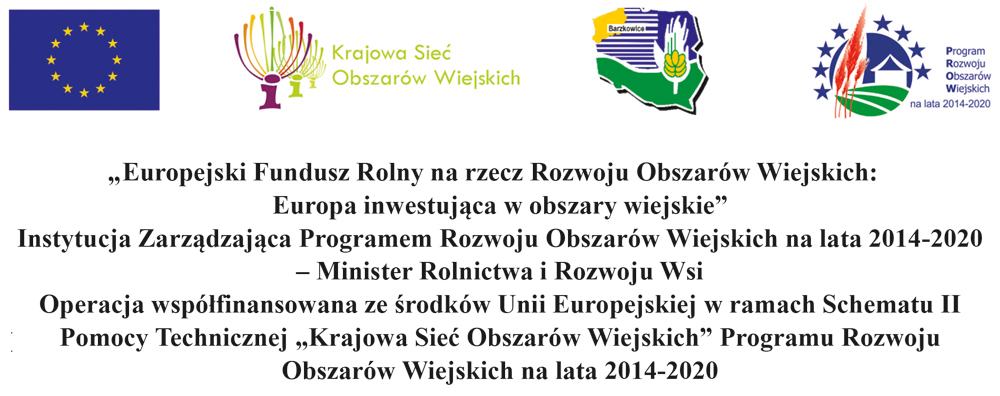 Krajowa Sieć
Obszarów Wiejskich
Barzkowice
Program
Rozwoju
Obszarów
Wiejskich
na lata 2014-2020
„Europejski Fundusz Rolny na rzecz Rozwoju Obszarów Wiejskich:
Europa inwestująca w obszary wiejskie”
Instytucja Zarządzająca Programem Rozwoju Obszarów Wiejskich na lata 2014-2020
– Minister Rolnictwa i Rozwoju Wsi
Operacja współfinansowana ze środków Unii Europejskiej w ramach Schematu II
Pomocy Technicznej „Krajowa Sieć Obszarów Wiejskich” Programu Rozwoju
Obszarów Wiejskich na lata 2014-2020